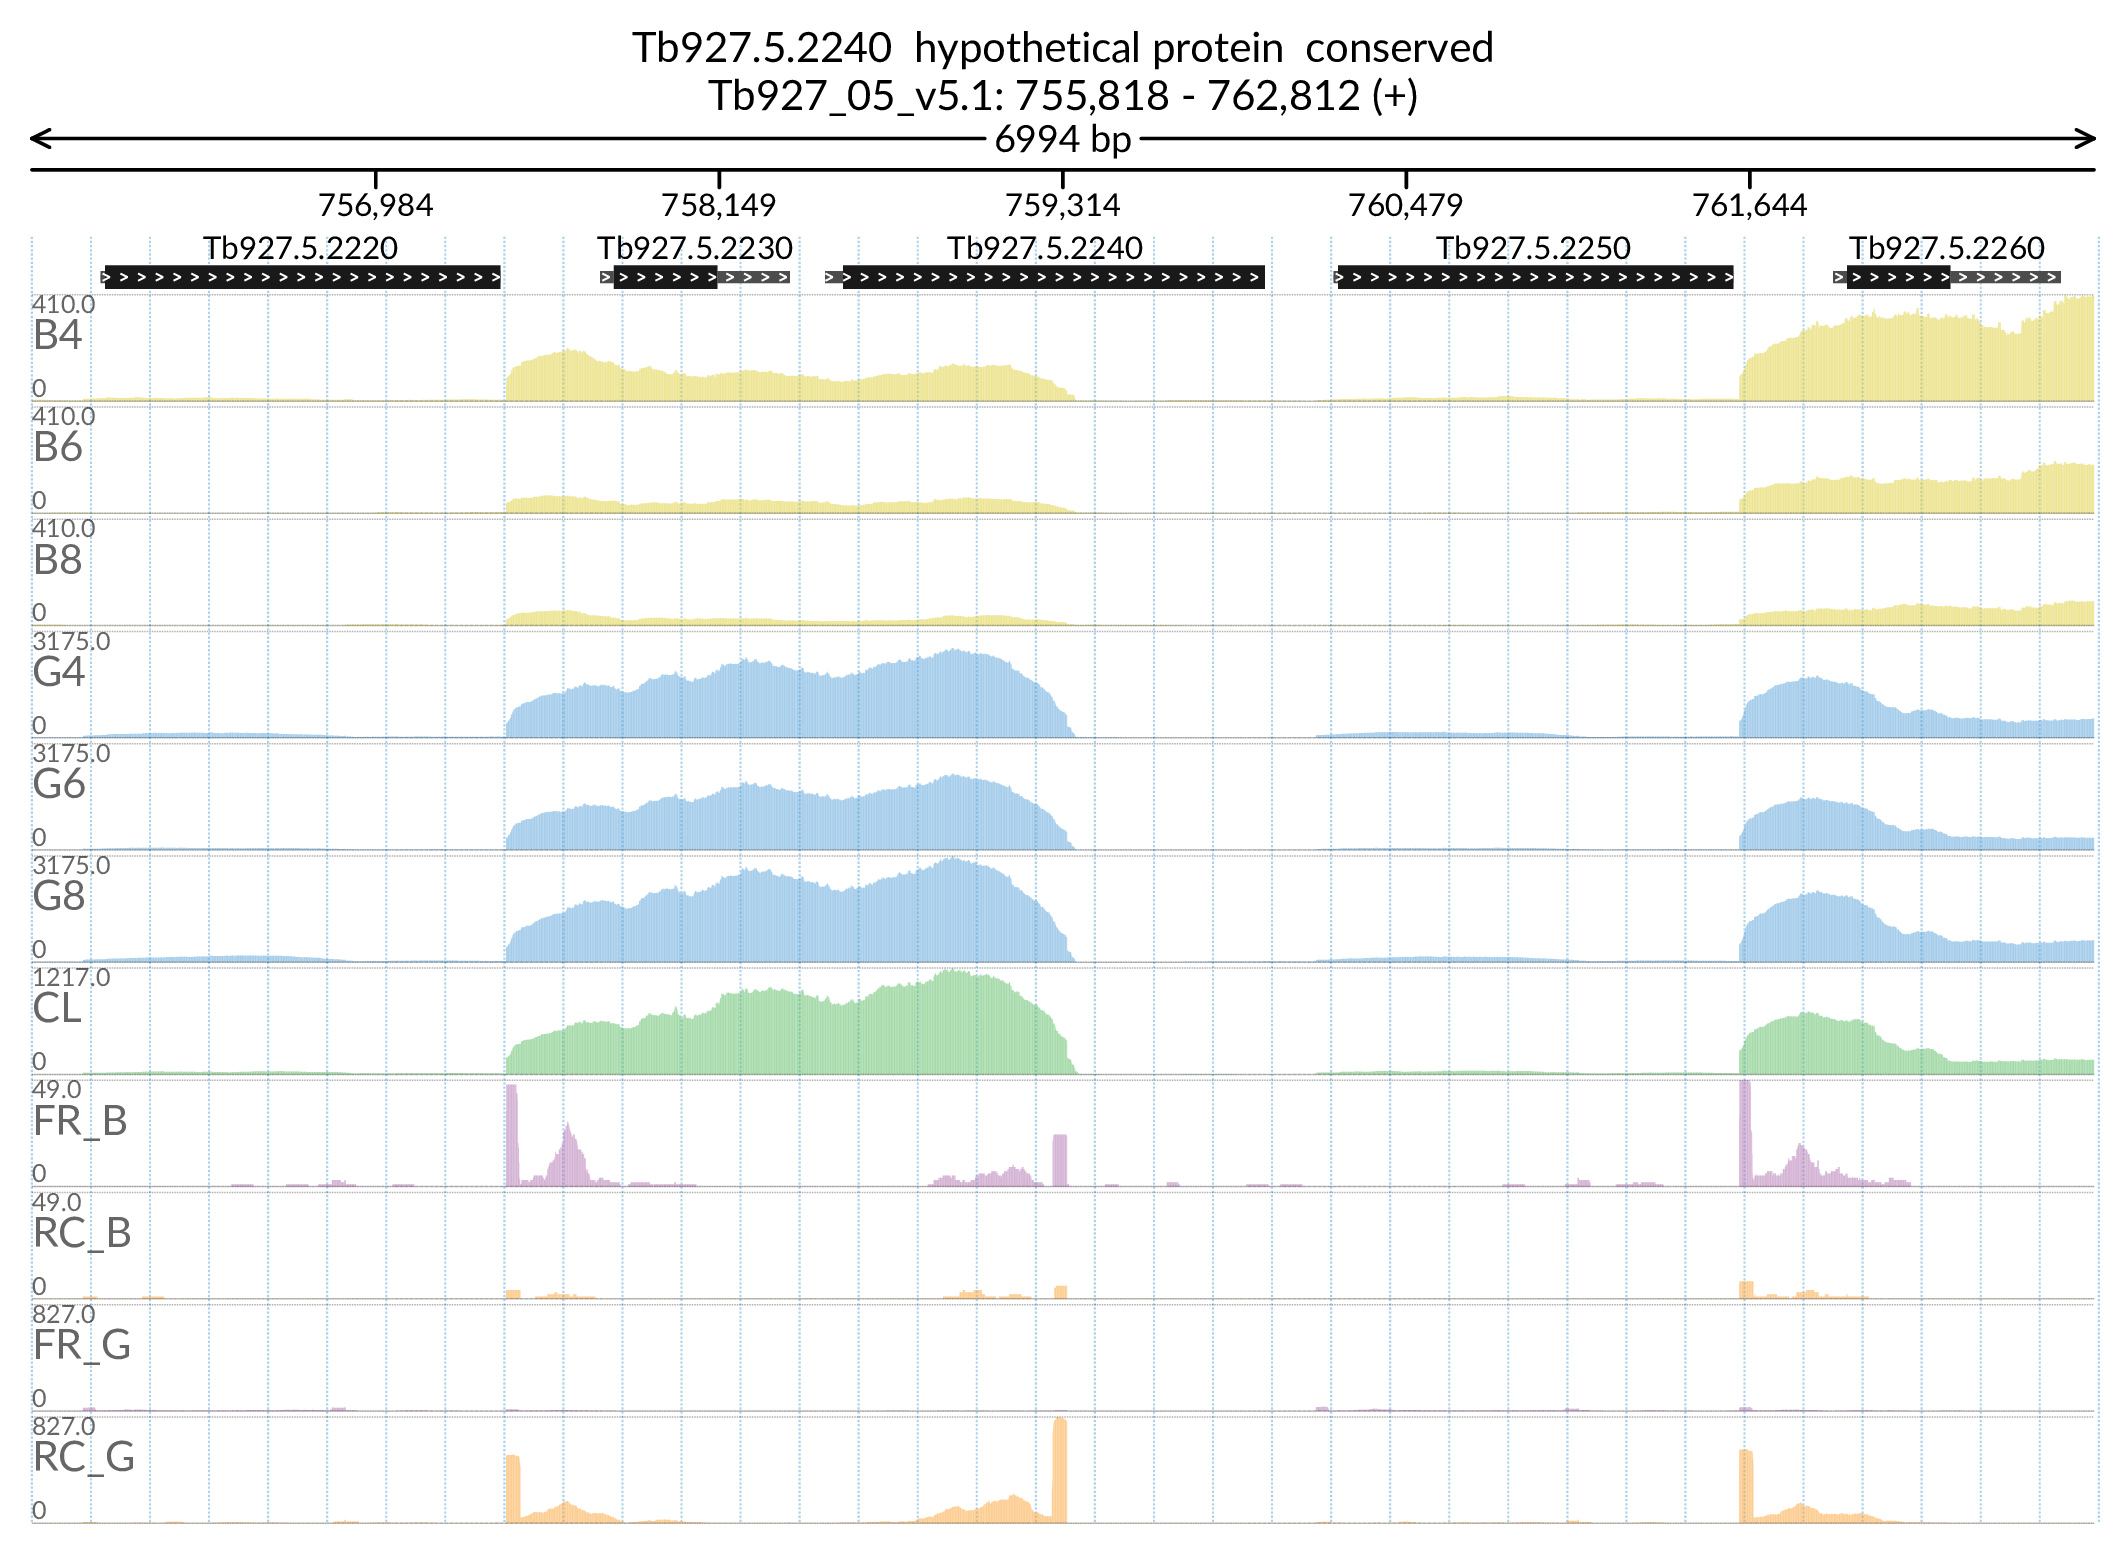 Tb927.5.2240  hypothetical protein  conserved
Tb927_05_v5.1: 755,818 - 762,812 (+)
6994 bp
756,984 758,149 759,314 760,479 761,644
Tb927.5.2220 Tb927.5.2230 Tb927.5.2240 Tb927.5.2250 Tb927.5.2260
410.0
B4
0
410.0
B6
0
410.0
B8
0
3175.0
G4
0
3175.0
G6
0
3175.0
G8
0
1217.0
CL
0
49.0
FR_B
0
49.0
RC_B
0
827.0
FR_G
0
827.0
RC_G
0